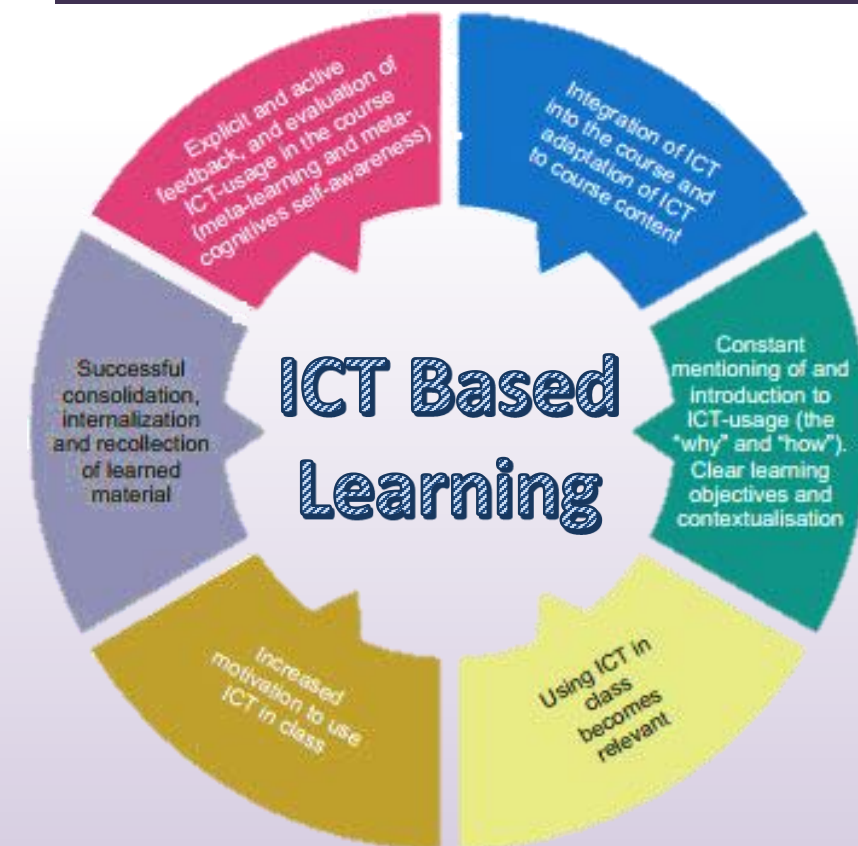 Explicit and active
feedback, and evaluation of
ICT-usage in the course
(meta-learning and meta-
cognitives self-awareness)
Integration of ICT
into the course and
adaptation of ICT
to course content
Constant
mentioning of and
introduction to
ICT-usage (the
"why" and "how").
Clear learning
objectives and
contextualisation
Using ICT in
class
becomes
relevant
Increased
motivation to use
ICT in class
Successful
consolidation,
internalization
and recollection
of learned
material
ICT Based
Learning